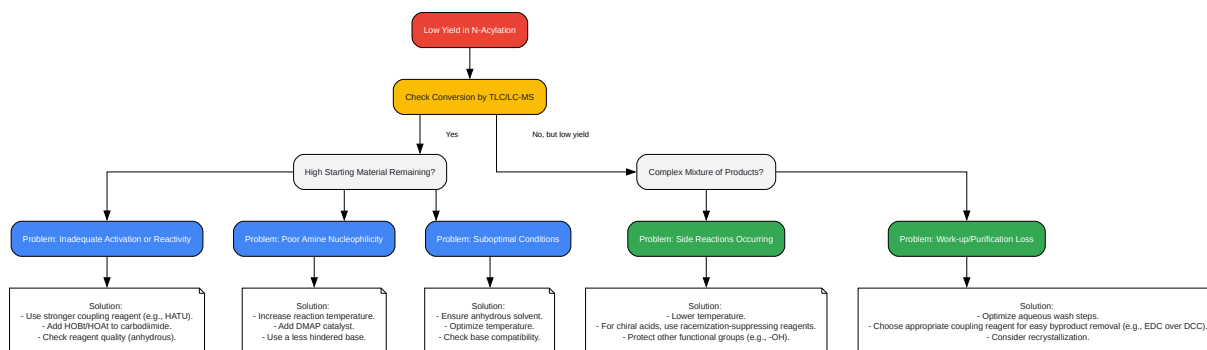 Low Yield in N-Acylation
Check Conversion by TLC/LC-MS
Yes
No, but low yield
High Starting Material Remaining?
Complex Mixture of Products?
Problem: Inadequate Activation or Reactivity
Problem: Poor Amine Nucleophilicity
Problem: Suboptimal Conditions
Problem: Side Reactions Occurring
Problem: Work-up/Purification Loss
Solution:
- Use stronger coupling reagent (e.g., HATU).
- Add HOBt/HOAt to carbodiimide.
- Check reagent quality (anhydrous).
Solution:
- Increase reaction temperature.
- Add DMAP catalyst.
- Use a less hindered base.
Solution:
- Ensure anhydrous solvent.
- Optimize temperature.
- Check base compatibility.
Solution:
- Lower temperature.
- For chiral acids, use racemization-suppressing reagents.
- Protect other functional groups (e.g., -OH).
Solution:
- Optimize aqueous wash steps.
- Choose appropriate coupling reagent for easy byproduct removal (e.g., EDC over DCC).
- Consider recrystallization.